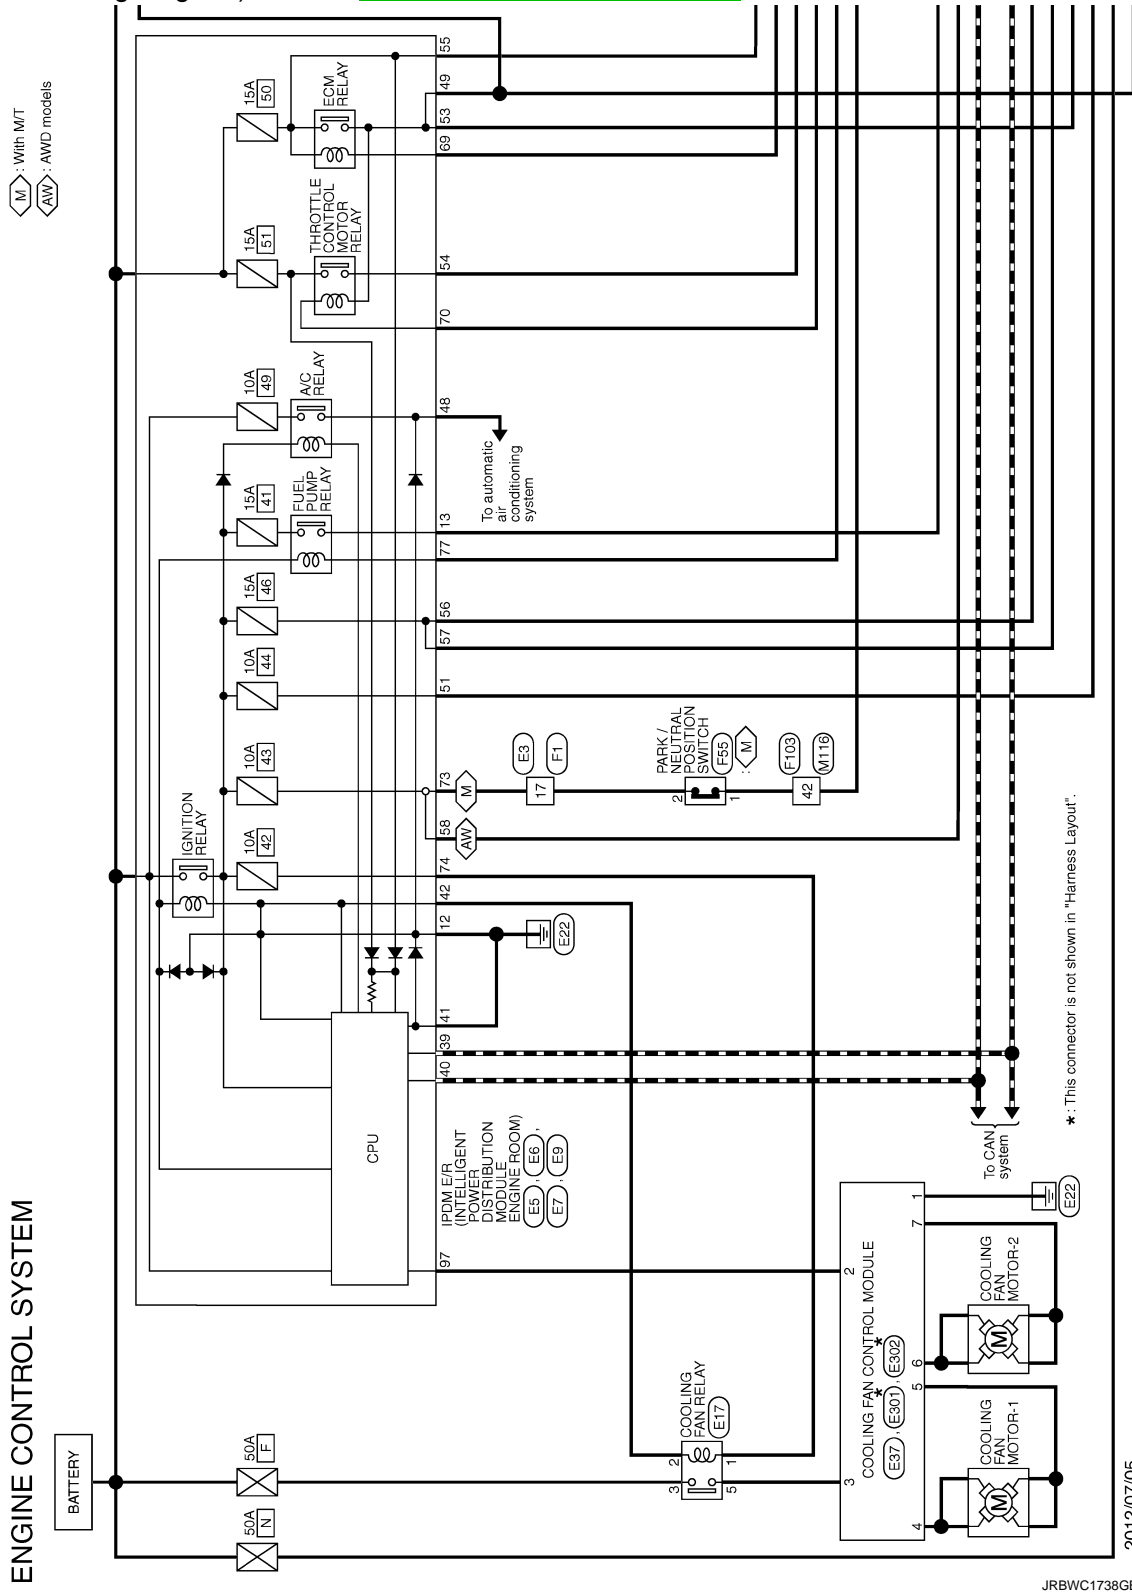 ENGINE CONTROL SYSTEM
M : With M/T
AW : AWD models
BATTERY
50A
N
50A
F
IGNITION
RELAY
10A
42
10A
43
10A
44
15A
46
15A
41
FUEL
PUMP
RELAY
10A
49
A/C
RELAY
15A
51
THROTTLE
CONTROL
MOTOR
RELAY
15A
50
ECM
RELAY
CPU
97
40
39
41
12
42
74
58
73
51
57
56
77
13
48
70
54
69
53
49
55
IPDM E/R
(INTELLIGENT
POWER
DISTRIBUTION
MODULE
ENGINE ROOM)
E5 , E6 ,
E7 , E9
E22
AW
M
17
E3
F1
PARK /
NEUTRAL
POSITION
SWITCH
F55
: M
2
1
42
F103
M116
To automatic
air
conditioning
system
COOLING
FAN RELAY
E17
3
2
5
1
3
2
COOLING FAN CONTROL MODULE
E37 , E301 * , E302 *
4
5
6
7
1
M
COOLING
FAN
MOTOR-1
M
COOLING
FAN
MOTOR-2
E22
To CAN
system
* : This connector is not shown in "Harness Layout".